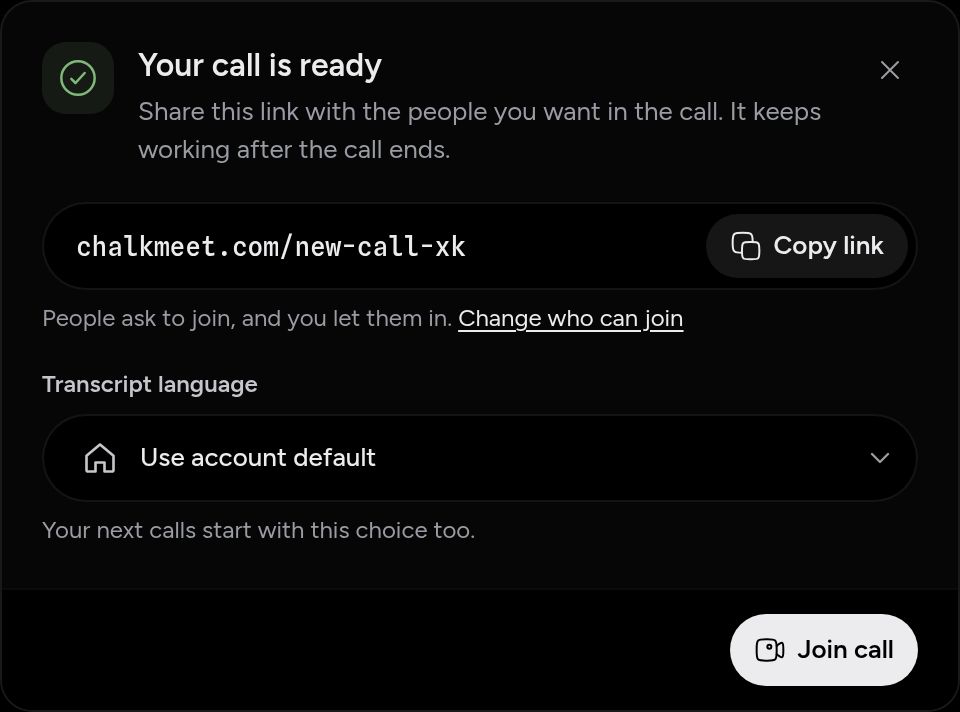 Your call is ready
Share this link with the people you want in the call. It keeps
working after the call ends.
chalkmeet.com/new-call-xk
Copy link
People ask to join, and you let them in. Change who can join
Transcript language
Use account default
Your next calls start with this choice too.
Join call